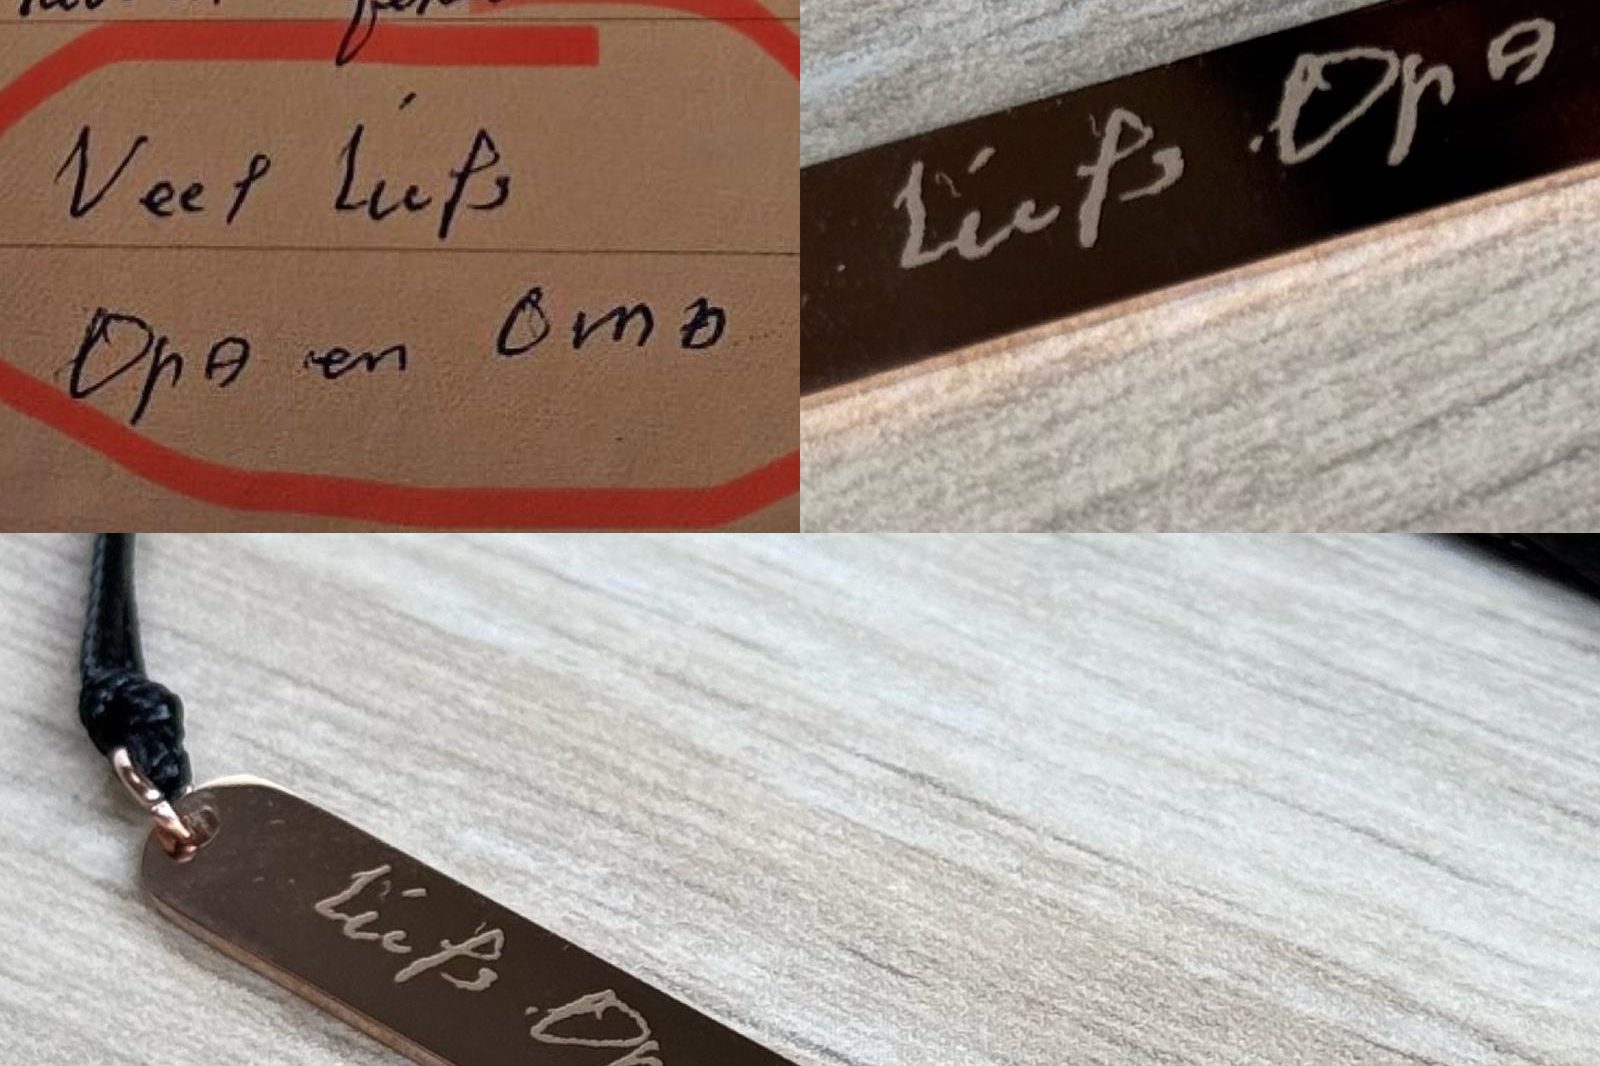 Veel liefs
Opa en Oma
liefs Opa
liefs Op